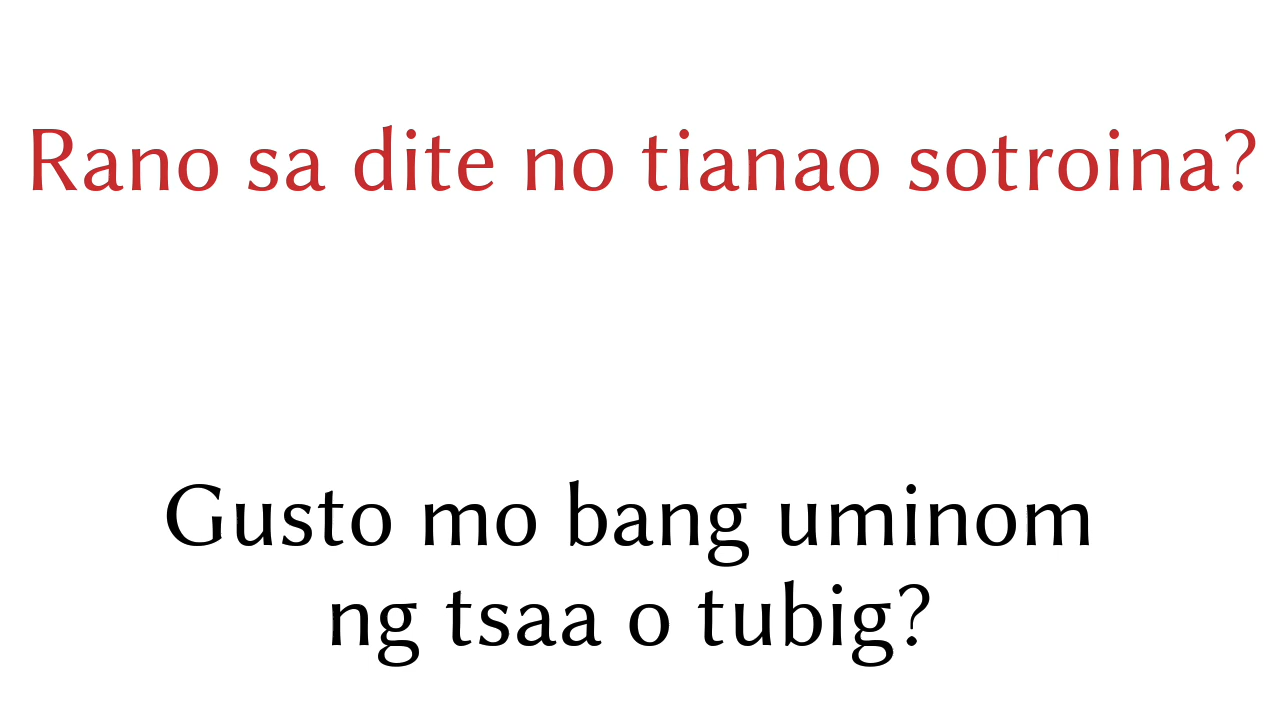 Rano sa dite no tianao sotroina?
Gusto mo bang uminom
ng tsaa o tubig?